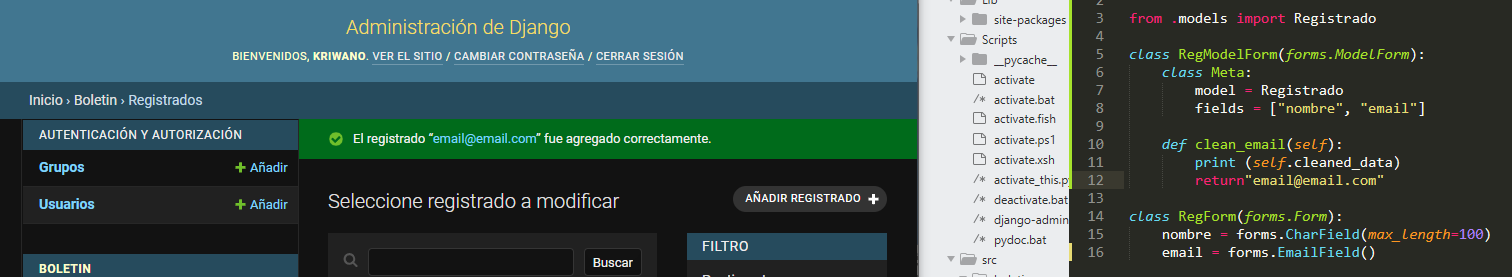 Administración de Django
BIENVENIDOS, KRIWANO. VER EL SITIO / CAMBIAR CONTRASEÑA / CERRAR SESIÓN
Inicio › Boletin › Registrados
AUTENTICACIÓN Y AUTORIZACIÓN
Grupos
Añadir
Usuarios
Añadir
BOLETIN
El registrado “email@email.com” fue agregado correctamente.
Seleccione registrado a modificar
AÑADIR REGISTRADO
Buscar
FILTRO
Lib
site-packages
Scripts
__pycache__
activate
activate.bat
activate.fish
activate.ps1
activate.xsh
activate_this.py
deactivate.bat
django-admin
pydoc.bat
src
2
3 from .models import Registrado
4
5 class RegModelForm(forms.ModelForm):
6 class Meta:
7 model = Registrado
8 fields = ["nombre", "email"]
9
10 def clean_email(self):
11 print (self.cleaned_data)
12 return"email@email.com"
13
14 class RegForm(forms.Form):
15 nombre = forms.CharField(max_length=100)
16 email = forms.EmailField()